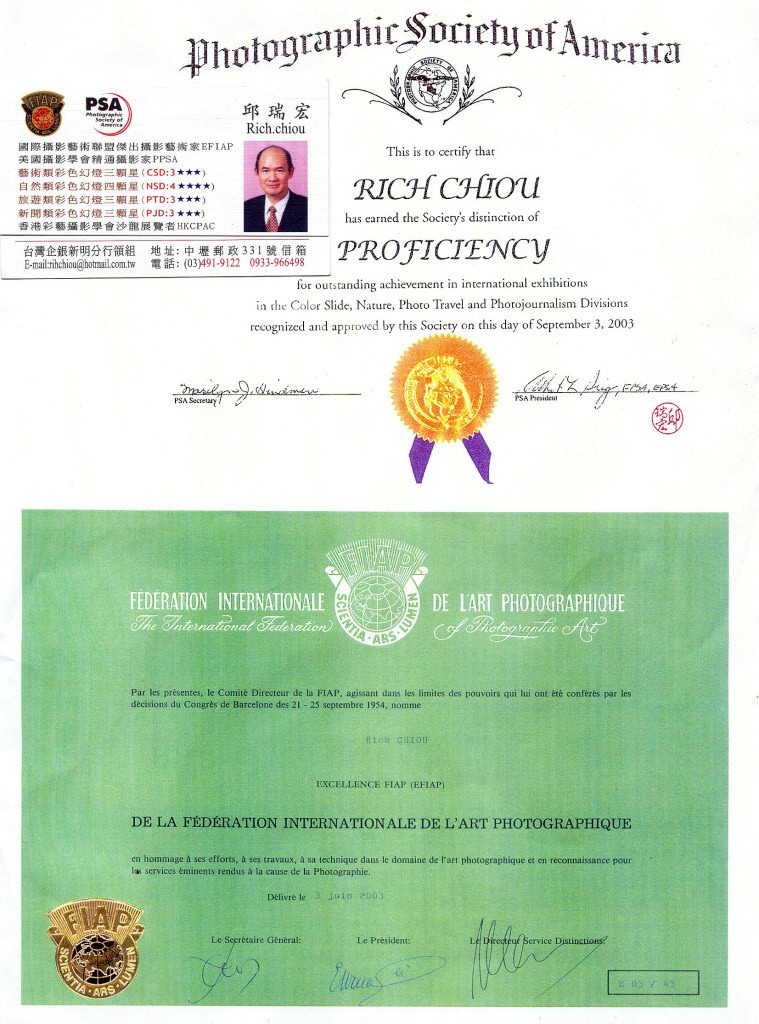 Photographic Society of America
PHOTOGRAPHIC SOCIETY OF AMERICA
FIAP
PSA
Photographic
Society of
America
邱瑞宏
Rich.chiou
國際攝影藝術聯盟傑出攝影藝術家EFIAP
美國攝影學會精通攝影家PPSA
藝術類彩色幻燈三顆星(CSD:3★★★)
自然類彩色幻燈四顆星(NSD:4★★★★)
旅遊類彩色幻燈三顆星(PTD:3★★★)
新聞類彩色幻燈三顆星(PJD:3★★★)
香港彩藝攝影學會沙龍展覽者HKCPAC
台灣企銀新明分行領組 地址:中壢郵政331號信箱
E-mail:rihchiou@hotmail.com.tw 電話:(03)491-9122 0933-966498
This is to certify that
RICH CHIOU
has earned the Society's distinction of
PROFICIENCY
for outstanding achievement in international exhibitions
in the Color Slide, Nature, Photo Travel and Photojournalism Divisions
recognized and approved by this Society on this day of September 3, 2003
PSA Secretary
PSA President
FIAP
SCIENTIA·ARS·LUMEN
FÉDÉRATION INTERNATIONALE DE L'ART PHOTOGRAPHIQUE
The International Federation of Photographic Art
Par les présentes, le Comité Directeur de la FIAP, agissant dans les limites des pouvoirs qui lui ont été conférés par les
décisions du Congrès de Barcelone des 21 - 25 septembre 1954, nomme
Rich CHIOU
EXCELLENCE FIAP (EFIAP)
DE LA FÉDÉRATION INTERNATIONALE DE L'ART PHOTOGRAPHIQUE
en hommage à ses efforts, à ses travaux, à sa technique dans le domaine de l'art photographique et en reconnaissance pour
les services éminents rendus à la cause de la Photographie.
Délivré le 3 juin 2003
FIAP
SCIENTIA·ARS·LUMEN
Le Secrétaire Général: Le Président: Le Directeur Service Distinctions: